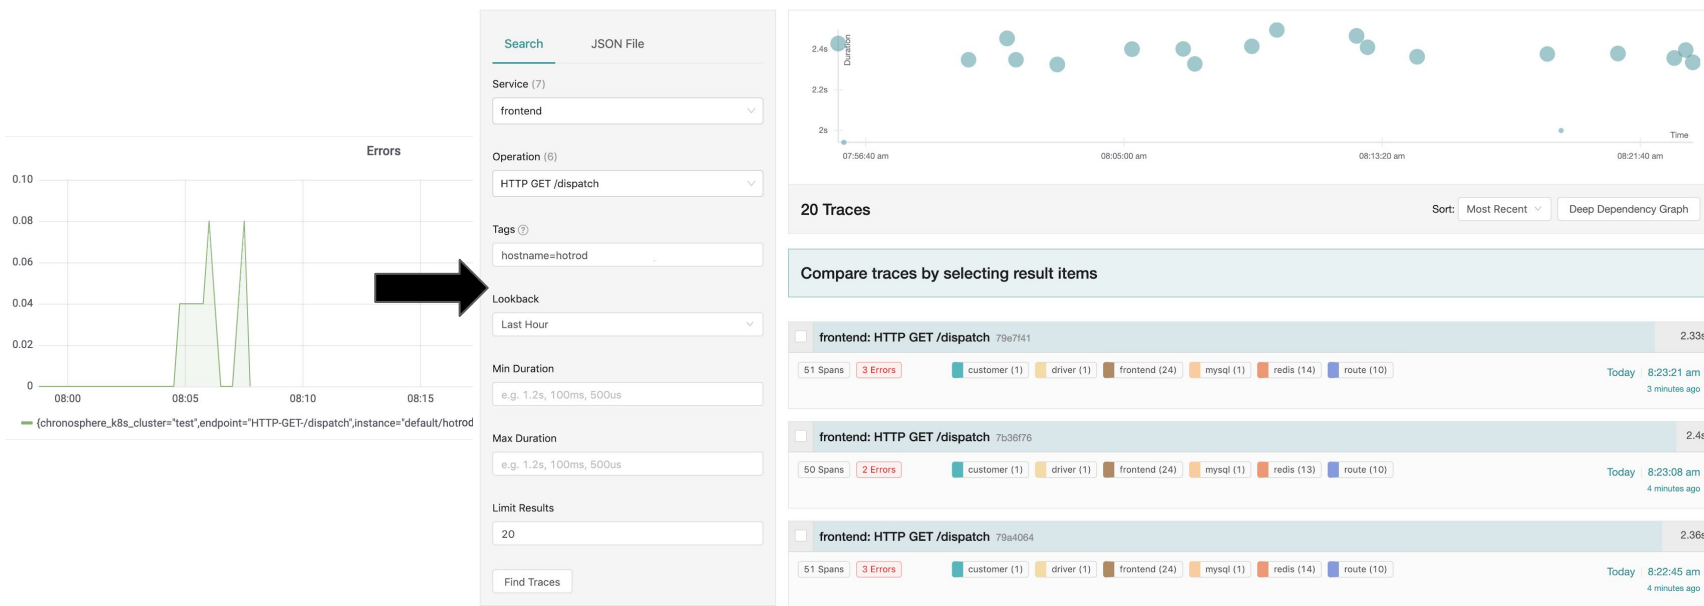 Errors
0.10
0.08
0.06
0.04
0.02
0
08:00 08:05 08:10 08:15
{chronosphere_k8s_cluster="test",endpoint="HTTP-GET-/dispatch",instance="default/hotrod
Search JSON File
Service (7)
frontend
Operation (6)
HTTP GET /dispatch
Tags ?
hostname=hotrod
Lookback
Last Hour
Min Duration
e.g. 1.2s, 100ms, 500us
Max Duration
e.g. 1.2s, 100ms, 500us
Limit Results
20
Find Traces
Duration
2.4s
2.2s
2s
Time
07:56:40 am 08:05:00 am 08:13:20 am 08:21:40 am
20 Traces
Sort: Most Recent Deep Dependency Graph
Compare traces by selecting result items
frontend: HTTP GET /dispatch 79e7f41 2.33s
51 Spans 3 Errors customer (1) driver (1) frontend (24) mysql (1) redis (14) route (10) Today 8:23:21 am
3 minutes ago
frontend: HTTP GET /dispatch 7b36f76 2.4s
50 Spans 2 Errors customer (1) driver (1) frontend (24) mysql (1) redis (13) route (10) Today 8:23:08 am
4 minutes ago
frontend: HTTP GET /dispatch 79a4064 2.36s
51 Spans 3 Errors customer (1) driver (1) frontend (24) mysql (1) redis (14) route (10) Today 8:22:45 am
4 minutes ago